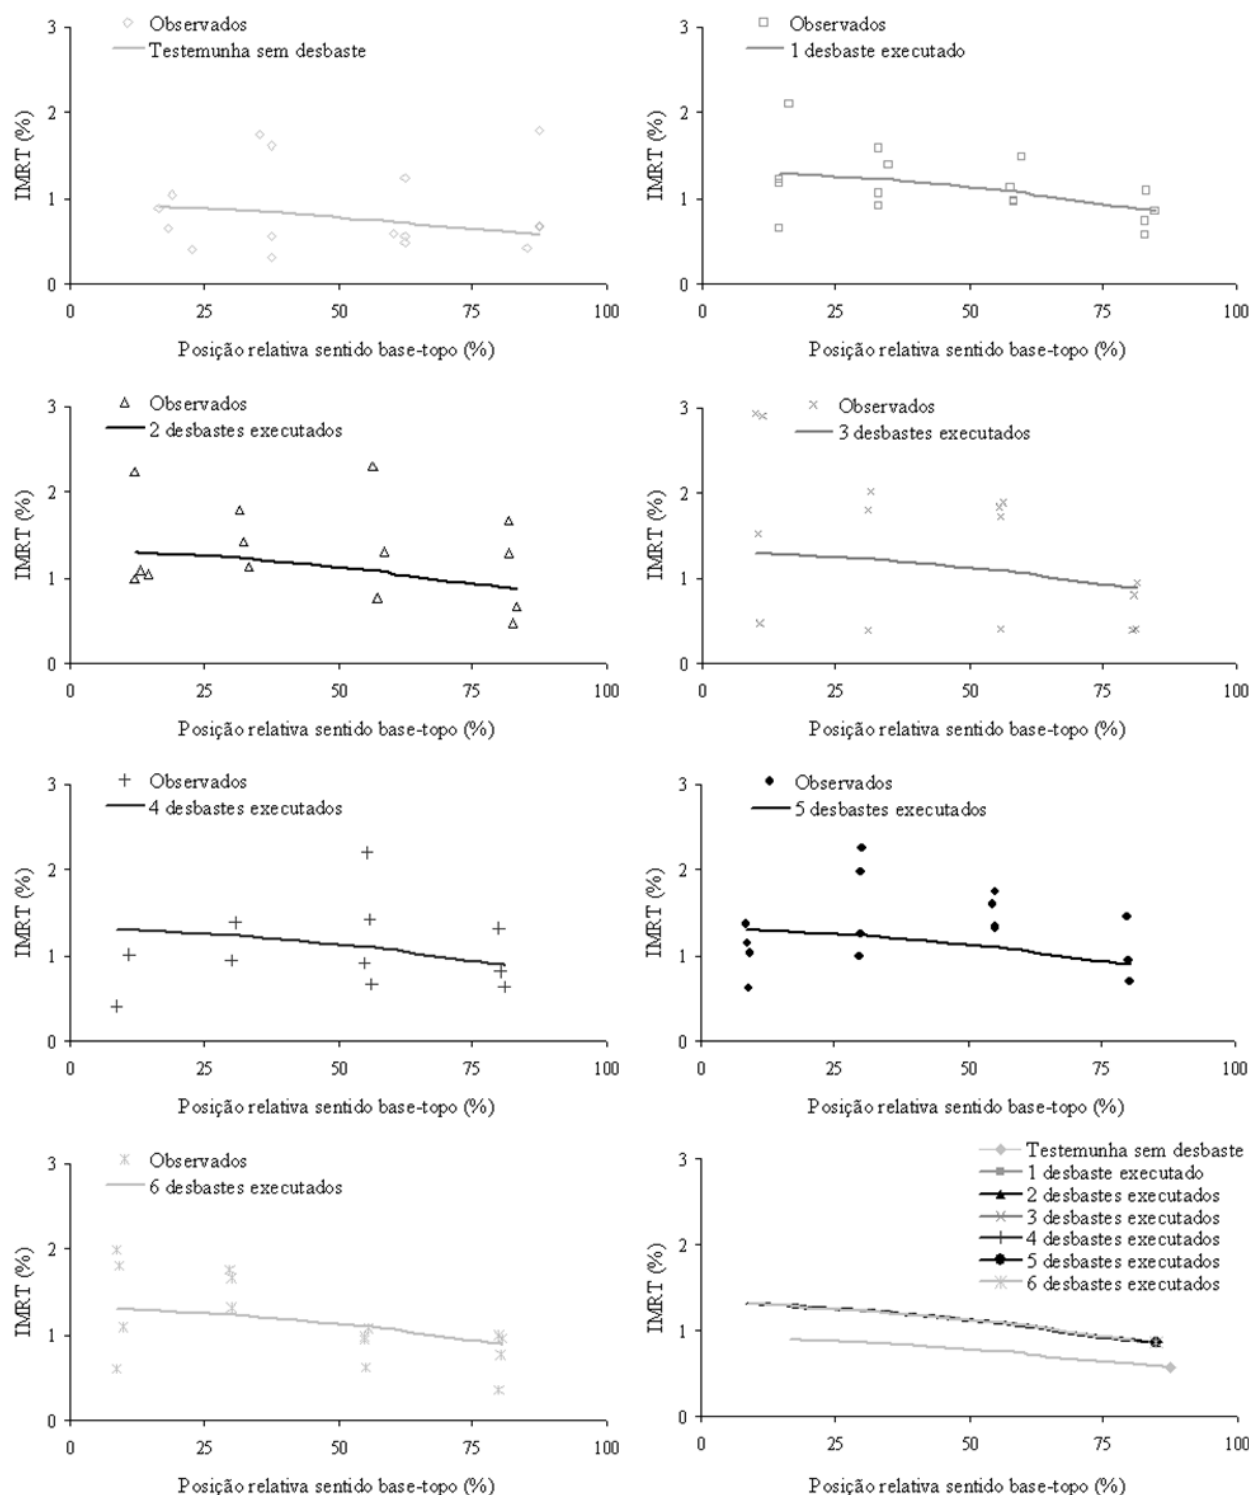 Observados
Testemunha sem desbaste
IMRT (%)
3
2
1
0
0 25 50 75 100
Posição relativa sentido base-topo (%)
Observados
1 desbaste executado
IMRT (%)
3
2
1
0
0 25 50 75 100
Posição relativa sentido base-topo (%)
Observados
2 desbastes executados
IMRT (%)
3
2
1
0
0 25 50 75 100
Posição relativa sentido base-topo (%)
Observados
3 desbastes executados
IMRT (%)
3
2
1
0
0 25 50 75 100
Posição relativa sentido base-topo (%)
Observados
4 desbastes executados
IMRT (%)
3
2
1
0
0 25 50 75 100
Posição relativa sentido base-topo (%)
Observados
5 desbastes executados
IMRT (%)
3
2
1
0
0 25 50 75 100
Posição relativa sentido base-topo (%)
Observados
6 desbastes executados
IMRT (%)
3
2
1
0
0 25 50 75 100
Posição relativa sentido base-topo (%)
Testemunha sem desbaste
1 desbaste executado
2 desbastes executados
3 desbastes executados
4 desbastes executados
5 desbastes executados
6 desbastes executados
IMRT (%)
3
2
1
0
0 25 50 75 100
Posição relativa sentido base-topo (%)